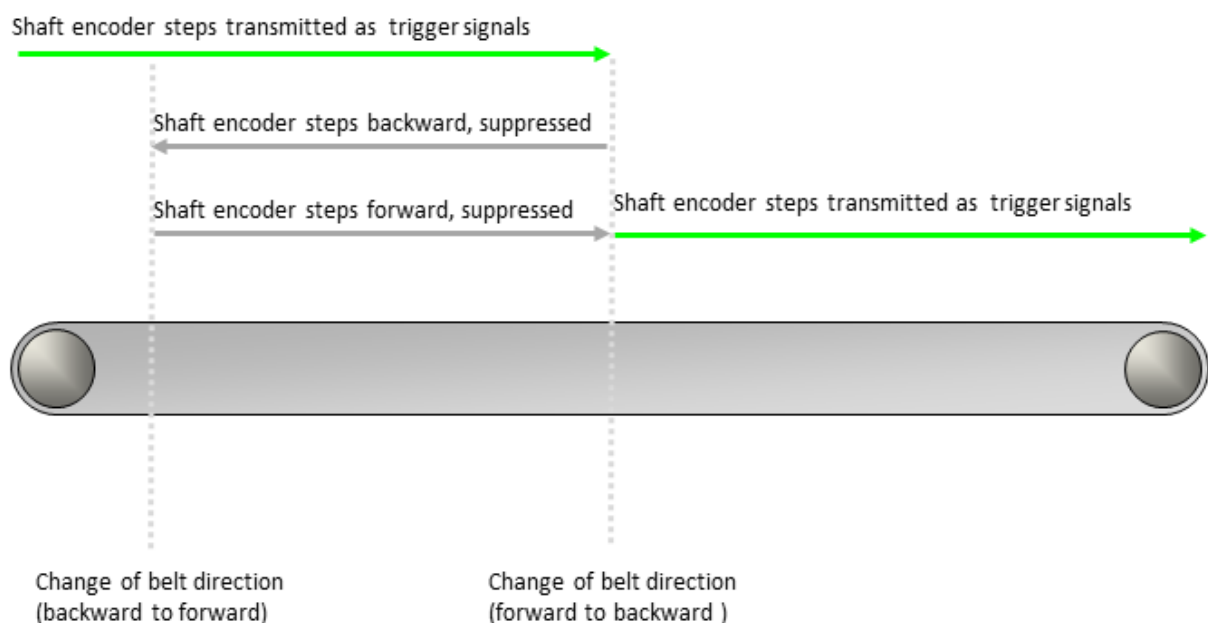 Shaft encoder steps transmitted as trigger signals
Shaft encoder steps backward, suppressed
Shaft encoder steps forward, suppressed
Shaft encoder steps transmitted as trigger signals
Change of belt direction
(backward to forward)
Change of belt direction
(forward to backward )